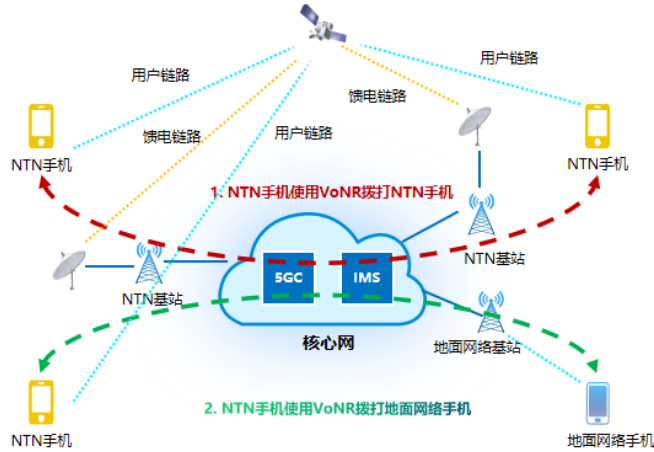 用户链路
用户链路
馈电链路
馈电链路
用户链路
NTN手机
NTN手机
1. NTN手机使用VoNR拨打NTN手机
NTN基站
5GC
IMS
NTN基站
核心网
地面网络基站
2. NTN手机使用VoNR拨打地面网络手机
NTN手机
地面网络手机